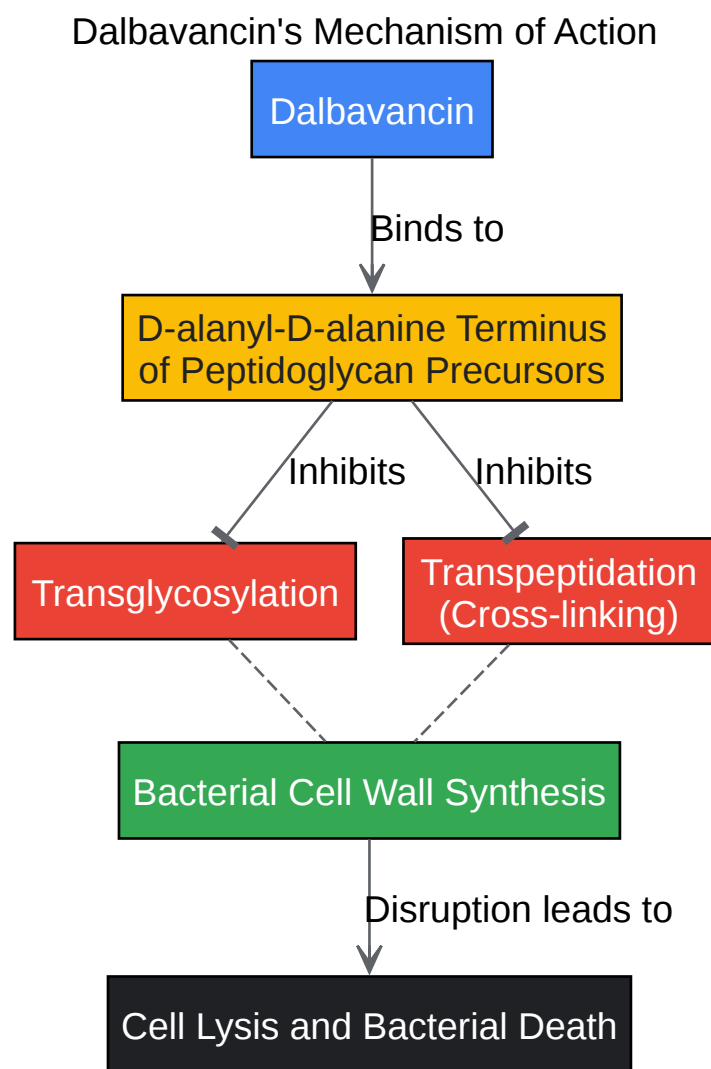 Dalbavancin's Mechanism of Action
Dalbavancin
Binds to
D-alanyl-D-alanine Terminus
of Peptidoglycan Precursors
Inhibits
Inhibits
Transglycosylation
Transpeptidation
(Cross-linking)
Bacterial Cell Wall Synthesis
Disruption leads to
Cell Lysis and Bacterial Death